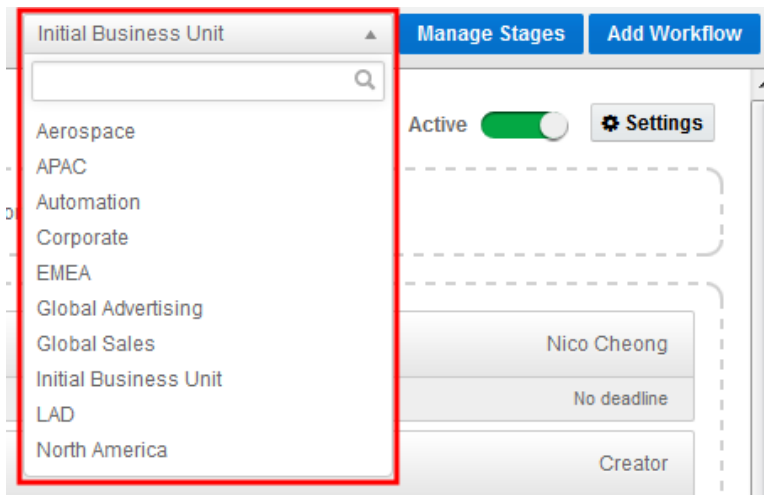 Initial Business Unit
Manage Stages
Add Workflow
Active
Settings
Aerospace
APAC
Automation
Corporate
EMEA
Global Advertising
Global Sales
Nico Cheong
Initial Business Unit
No deadline
LAD
North America
Creator